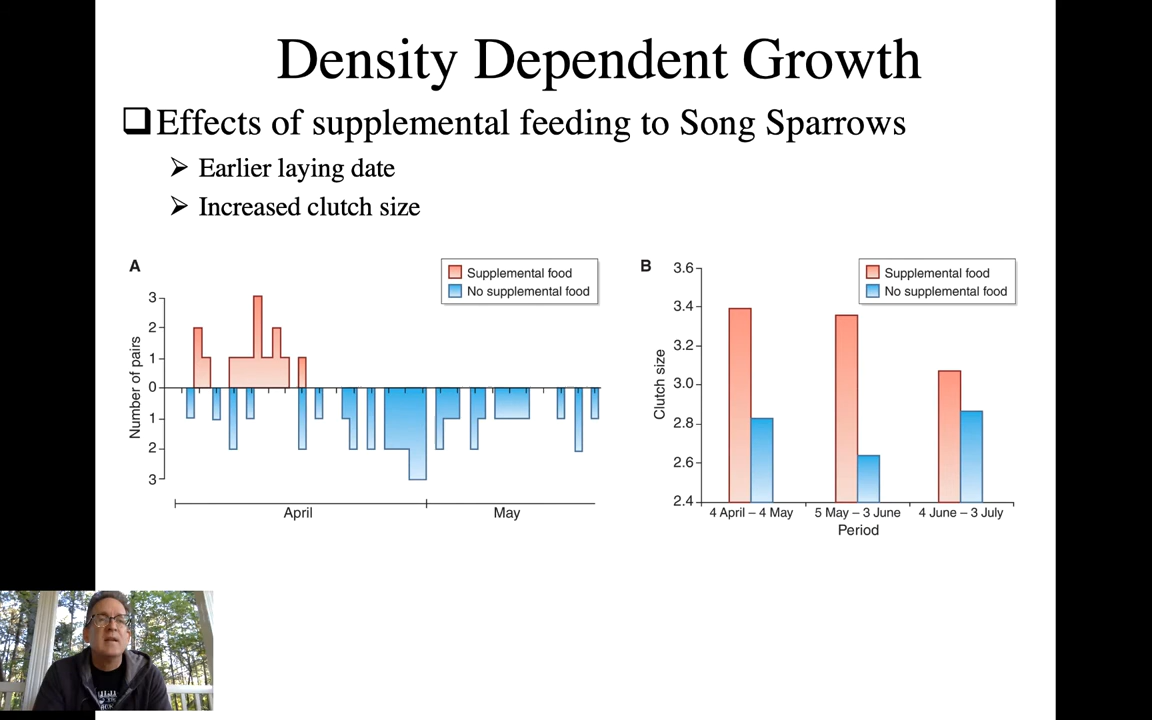 Density Dependent Growth
Effects of supplemental feeding to Song Sparrows
Earlier laying date
Increased clutch size
A
Supplemental food
No supplemental food
Number of pairs
3
2
1
0
1
2
3
April
May
B
Supplemental food
No supplemental food
Clutch size
3.6
3.4
3.2
3.0
2.8
2.6
2.4
4 April – 4 May
5 May – 3 June
4 June – 3 July
Period